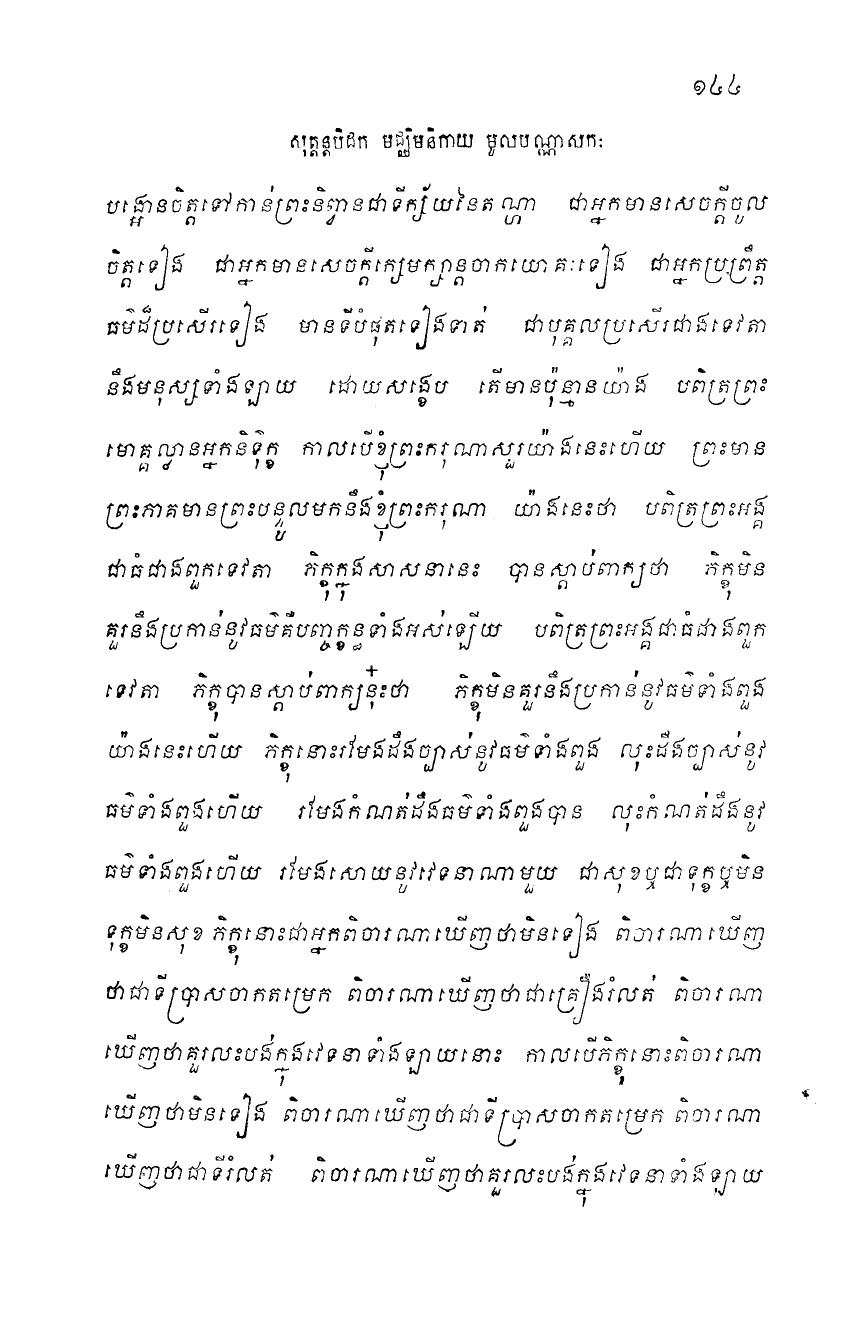 ១៤៤
សុត្តន្តបិដក មជ្ឈិមនិកាយ មូលបណ្ណាសកៈ
បង្អោនចិត្តទៅកាន់ព្រះនិព្វានជាទីក្ស័យនៃតណ្ហា ជាអ្នកមានសេចក្តីចូល
ចិត្តទៀង ជាអ្នកមានសេចក្តីក្សេមក្សាន្តចាកយោគៈទៀង ជាអ្នកប្រព្រឹត្ត
ធម៌ដ៏ប្រសើរទៀង មានទីបំផុតទៀងទាត់ ជាបុគ្គលប្រសើរជាងទេវតា
នឹងមនុស្សទាំងឡាយ ដោយសង្ខេប តើមានប៉ុន្មានយ៉ាង បពិត្រព្រះ
មោគ្គល្លានអ្នកនិទ៌ុក្ខ កាលបើខ្ញុំព្រះករុណាសួរយ៉ាងនេះហើយ ព្រះមាន
ព្រះភាគមានព្រះបន្ទូលមកនឹងខ្ញុំព្រះករុណា យ៉ាងនេះថា បពិត្រព្រះអង្គ
ជាធំជាងពួកទេវតា ភិក្ខុក្នុងសាសនានេះ បានស្តាប់ពាក្យថា ភិក្ខុមិន
គួរនឹងប្រកាន់នូវធម៌គឺបញ្ចក្ខន្ធទាំងអស់ឡើយ បពិត្រព្រះអង្គជាធំជាងពួក
ទេវតា ភិក្ខុបានស្តាប់ពាក្យនុ៎ះថា ភិក្ខុមិនគួរនឹងប្រកាន់នូវធម៌ទាំងពួង
យ៉ាងនេះហើយ ភិក្ខុនោះរមែងដឹងច្បាស់នូវធម៌ទាំងពួង លុះដឹងច្បាស់នូវ
ធម៌ទាំងពួងហើយ រមែងកំណត់ដឹងធម៌ទាំងពួងបាន លុះកំណត់ដឹងនូវ
ធម៌ទាំងពួងហើយ រមែងសោយនូវវេទនាណាមួយ ជាសុខឬជាទុក្ខឬមិន
ទុក្ខមិនសុខ ភិក្ខុនោះជាអ្នកពិចារណាឃើញថាមិនទៀង ពិចារណាឃើញ
ថាជាទីប្រាសចាកតម្រេក ពិចារណាឃើញថាជាគ្រឿងរំលត់ ពិចារណា
ឃើញថាគួរលះបង់ក្នុងវេទនាទាំងឡាយនោះ កាលបើភិក្ខុនោះពិចារណា
ឃើញថាមិនទៀង ពិចារណាឃើញថាជាទីប្រាសចាកតម្រេក ពិចារណា
ឃើញថាជាទីរំលត់ ពិចារណាឃើញថាគួរលះបង់ក្នុងវេទនាទាំងឡាយ